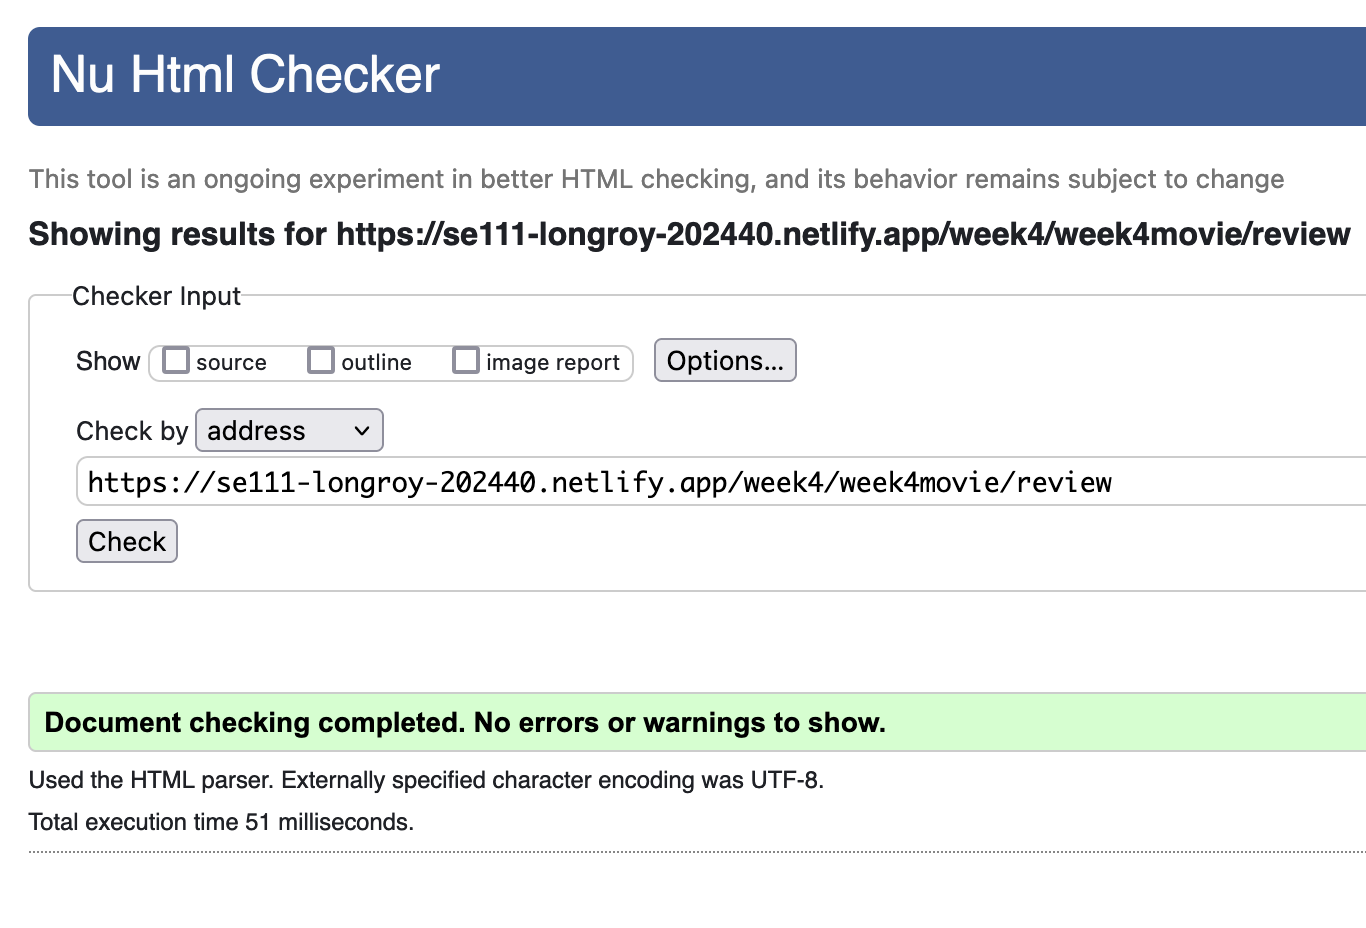 Nu Html Checker
This tool is an ongoing experiment in better HTML checking, and its behavior remains subject to change
Showing results for https://se111-longroy-202440.netlify.app/week4/week4movie/review
Checker Input
Show source outline image report Options...
Check by address
https://se111-longroy-202440.netlify.app/week4/week4movie/review
Check
Document checking completed. No errors or warnings to show.
Used the HTML parser. Externally specified character encoding was UTF-8.
Total execution time 51 milliseconds.